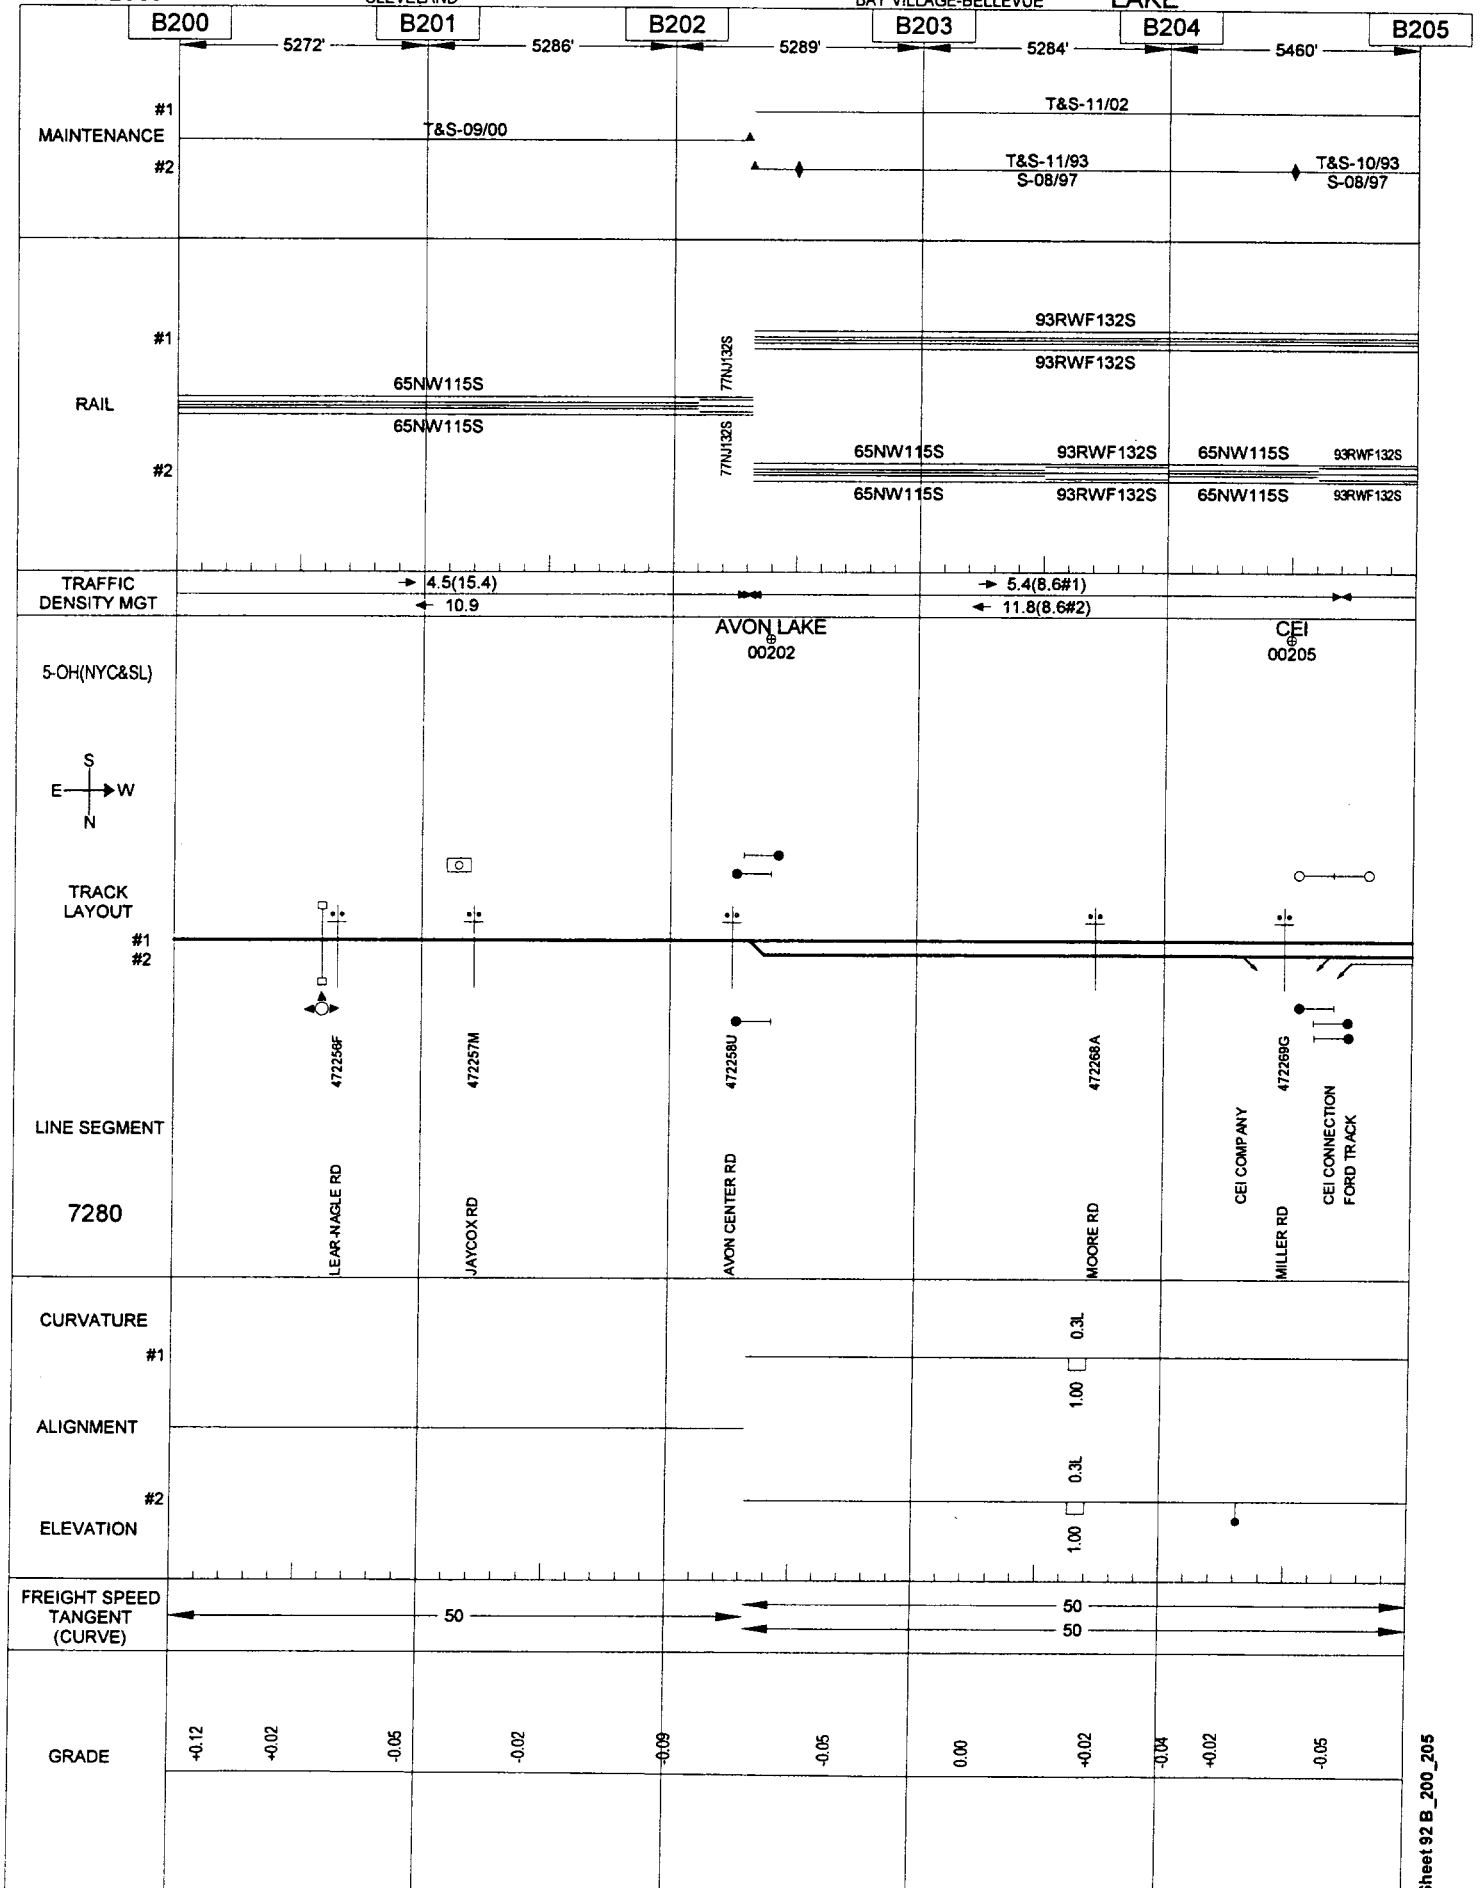 CLEVELAND
BAY VILLAGE-BELLEVUE
LAKE
B200 B201 B202 B203 B204 B205
5272' 5286' 5289' 5284' 5460'
#1
T&S-11/02
MAINTENANCE
T&S-09/00
#2
T&S-11/93 T&S-10/93
S-08/97 S-08/97
93RWF132S
#1
77NJ132S
93RWF132S
65NW115S
RAIL
65NW115S
77NJ132S
#2
65NW115S 93RWF132S 65NW115S 93RWF132S
65NW115S 93RWF132S 65NW115S 93RWF132S
TRAFFIC
DENSITY MGT
4.5(15.4) 5.4(8.6#1)
10.9 11.8(8.6#2)
AVON LAKE CEI
00202 00205
5-OH(NYC&SL)
S
E W
N
TRACK
LAYOUT
#1
#2
472256F
472257M
472258U
472268A
472269G
LINE SEGMENT
7280
LEAR-NAGLE RD
JAYCOX RD
AVON CENTER RD
MOORE RD
CEI COMPANY
MILLER RD
CEI CONNECTION
FORD TRACK
CURVATURE
0.3L
#1
1.00
ALIGNMENT
0.3L
#2
ELEVATION
1.00
FREIGHT SPEED
TANGENT
(CURVE)
50 50
50
GRADE
+0.12 +0.02 -0.05 -0.02 -0.09 -0.05 0.00 +0.02 -0.04 +0.02 -0.05
Sheet 92 B_200_205